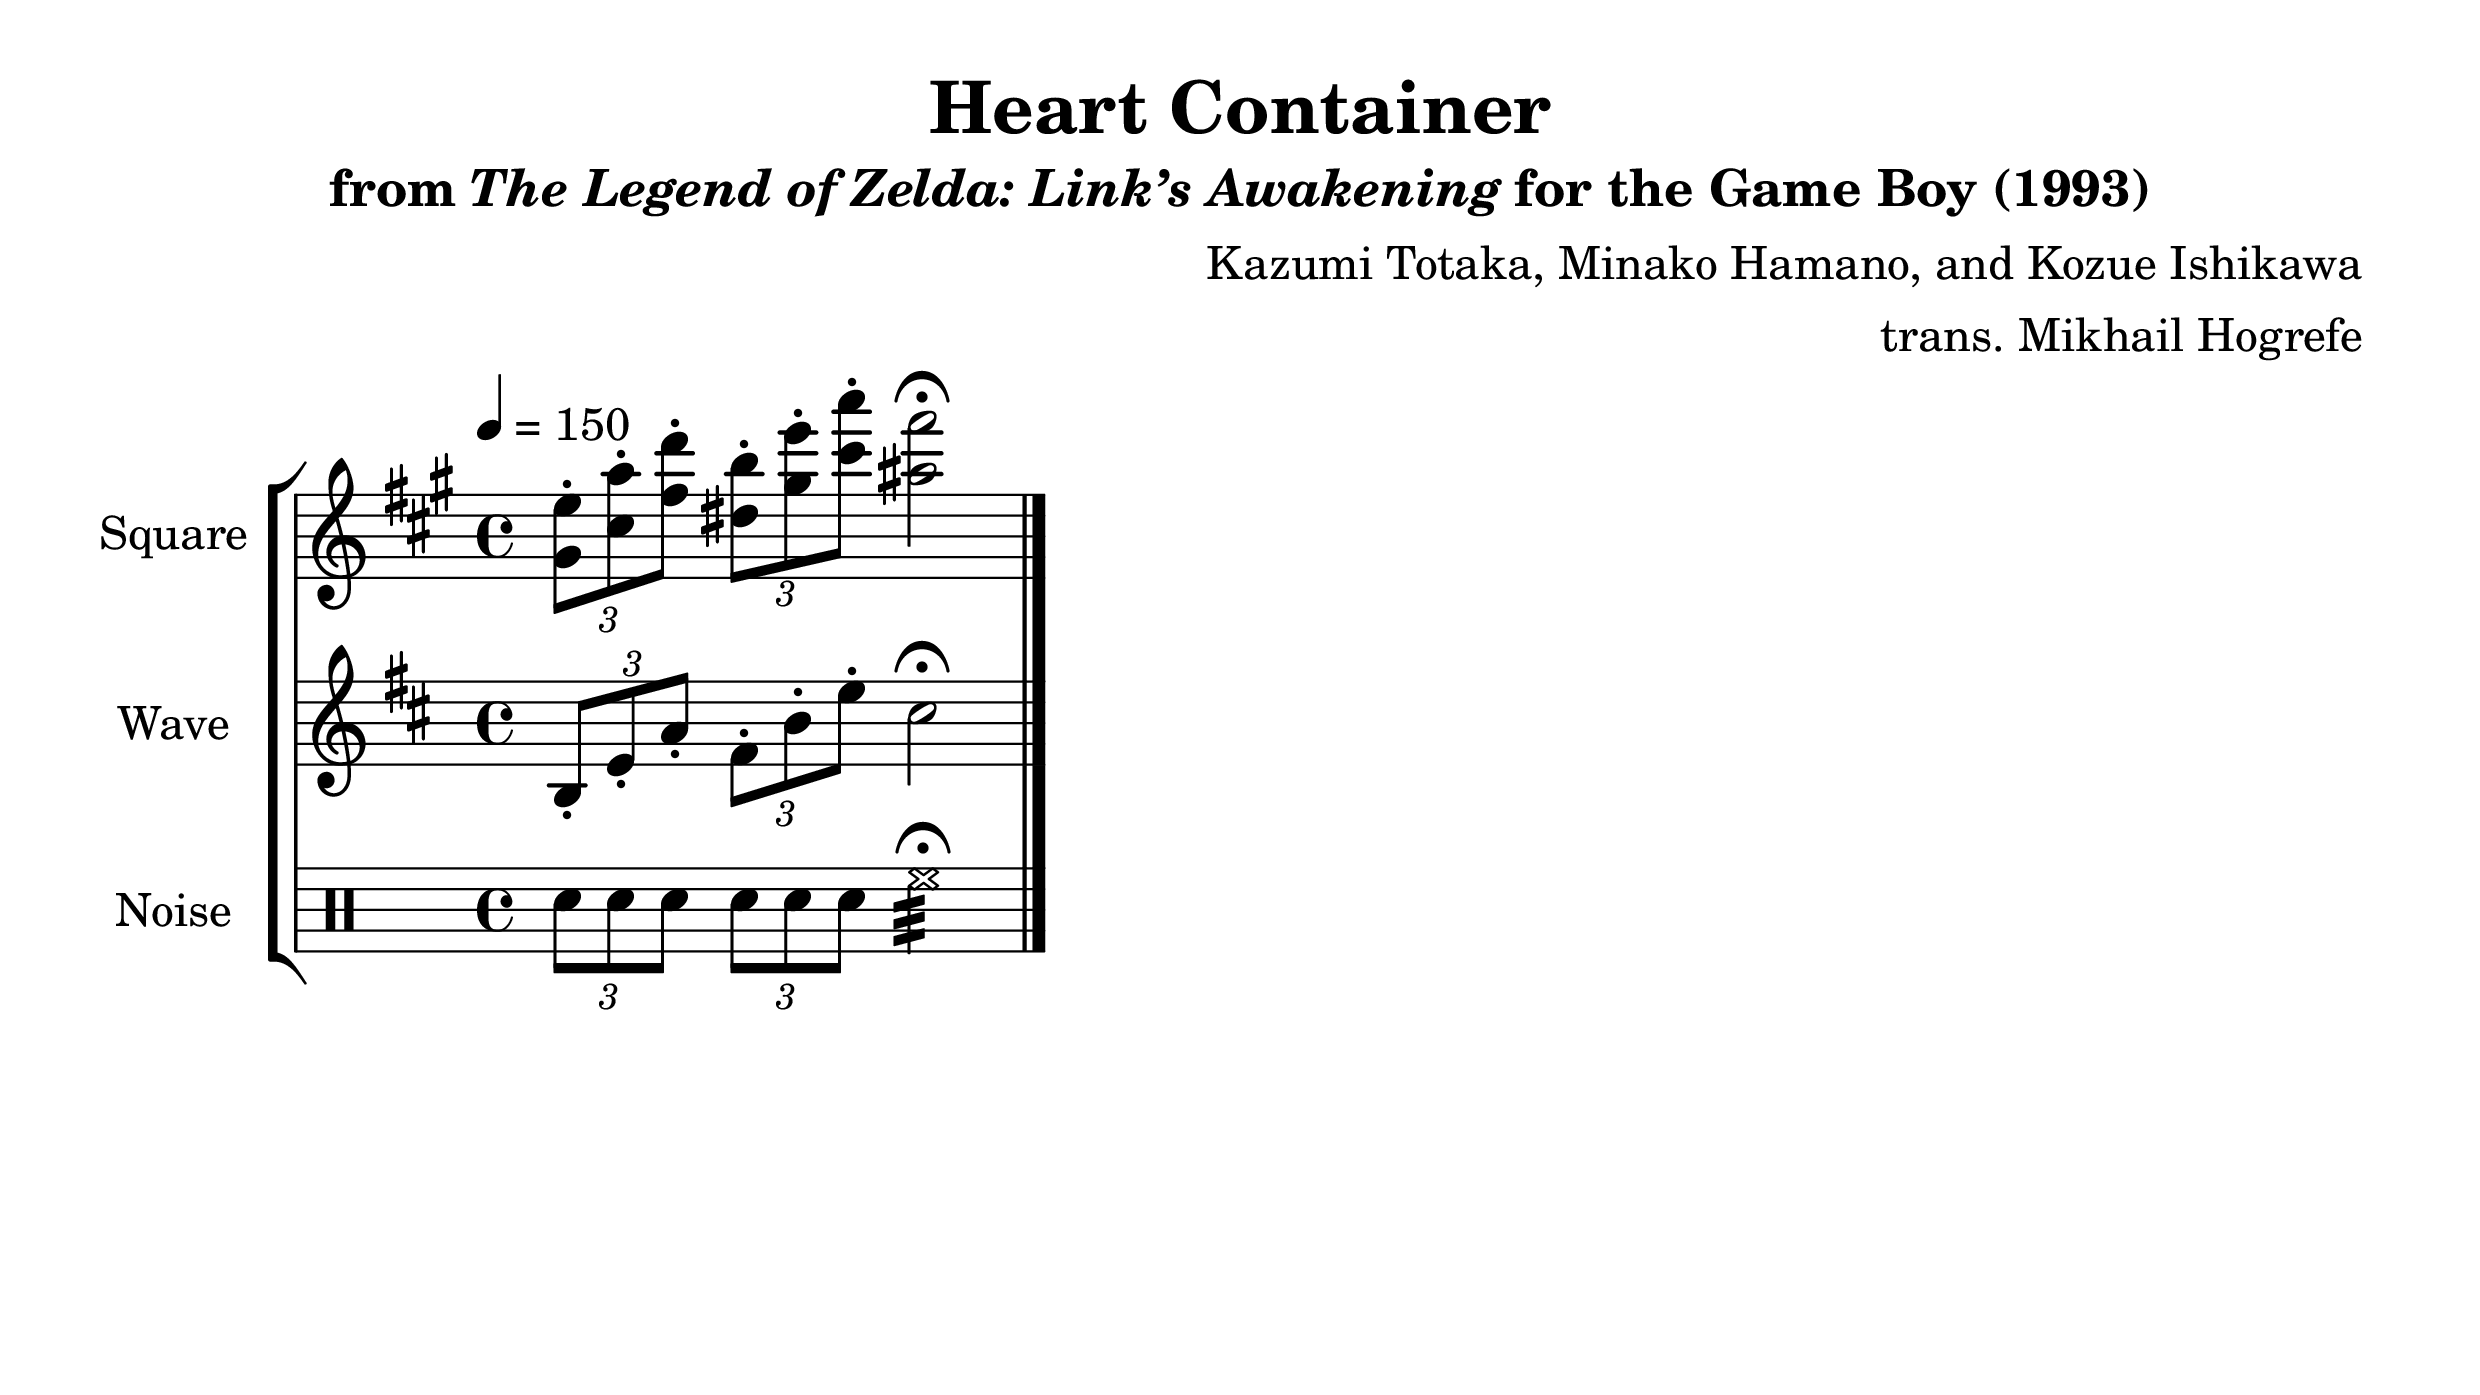 Heart Container
from The Legend of Zelda: Link’s Awakening for the Game Boy (1993)
Kazumi Totaka, Minako Hamano, and Kozue Ishikawa
trans. Mikhail Hogrefe
= 150
Square
3 3
Wave
3 3
Noise
3 3